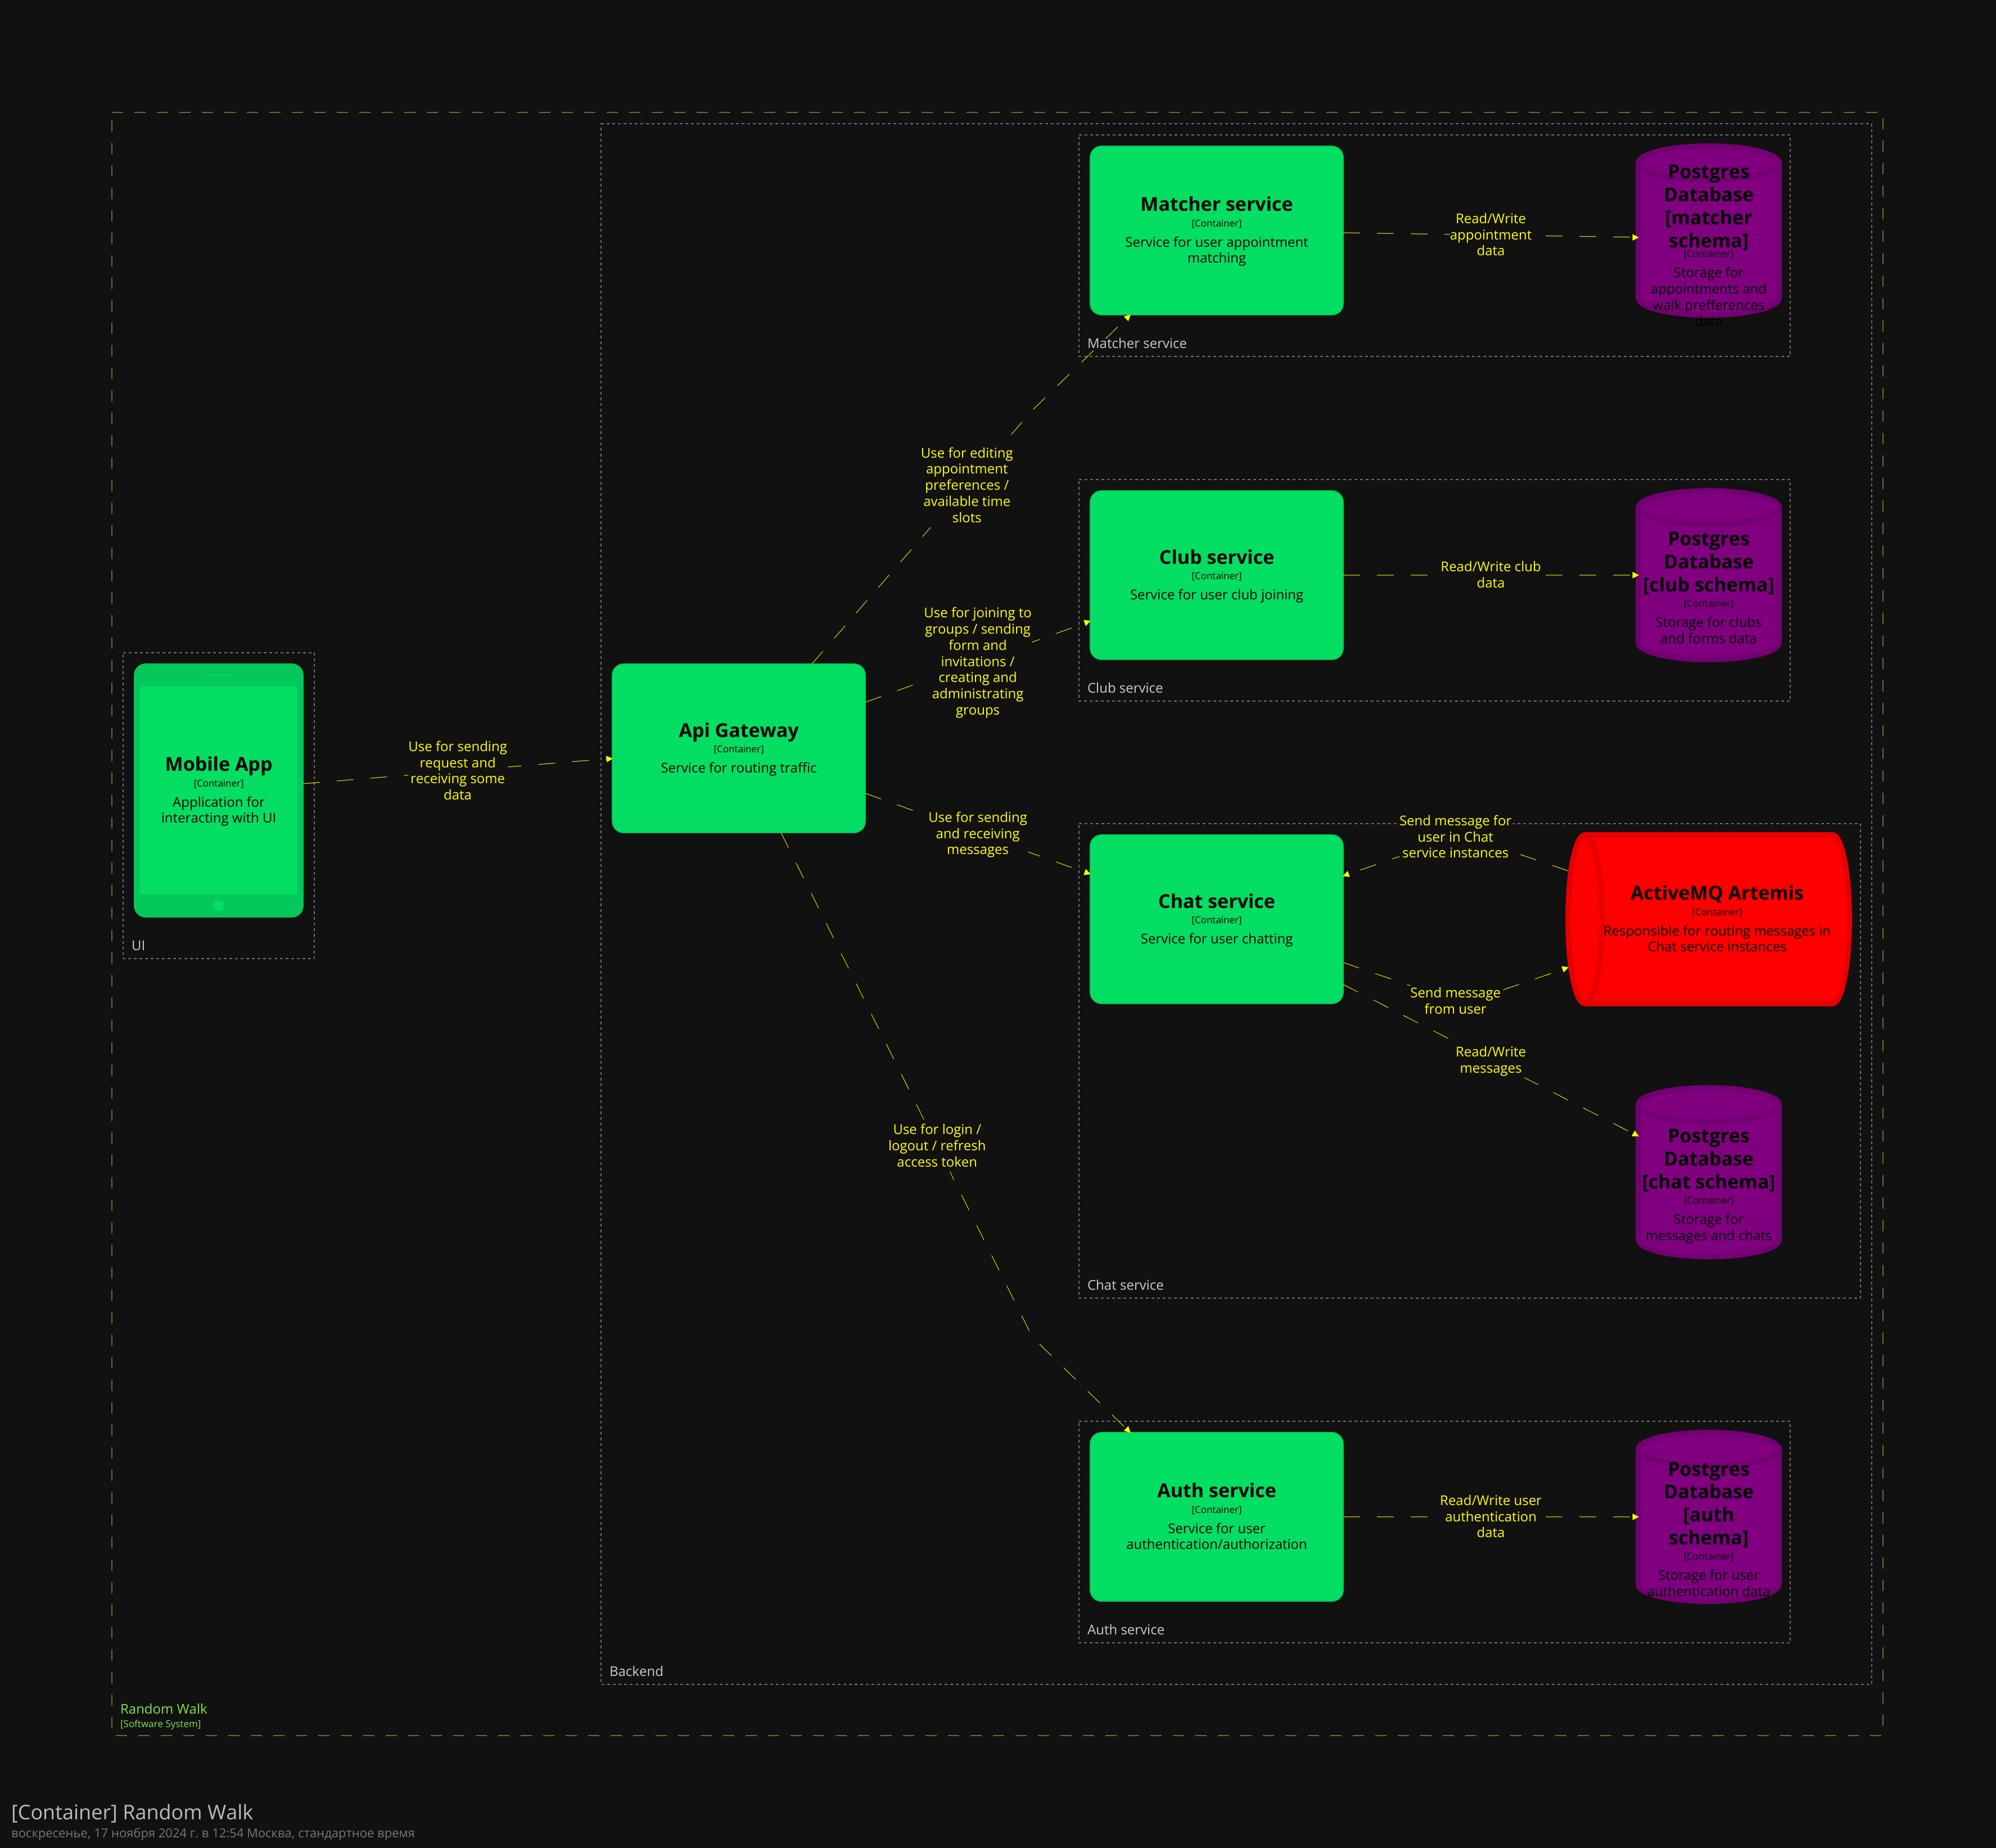 Matcher service
[Container]
Service for user appointment
matching
Read/Write
appointment
data
Postgres
Database
[matcher
schema]
[Container]
Storage for
appointments and
walk prefferences
data
Matcher service
Use for editing
appointment
preferences /
available time
slots
Club service
[Container]
Service for user club joining
Read/Write club
data
Postgres
Database
[club schema]
[Container]
Storage for clubs
and forms data
Club service
Use for joining to
groups / sending
form and
invitations /
creating and
administrating
groups
Mobile App
[Container]
Application for
interacting with UI
UI
Use for sending
request and
receiving some
data
Api Gateway
[Container]
Service for routing traffic
Use for sending
and receiving
messages
Chat service
[Container]
Service for user chatting
Send message for
user in Chat
service instances
ActiveMQ Artemis
[Container]
Responsible for routing messages in
Chat service instances
Send message
from user
Read/Write
messages
Postgres
Database
[chat schema]
[Container]
Storage for
messages and chats
Chat service
Use for login /
logout / refresh
access token
Auth service
[Container]
Service for user
authentication/authorization
Read/Write user
authentication
data
Postgres
Database
[auth
schema]
[Container]
Storage for user
authentication data
Auth service
Backend
Random Walk
[Software System]
[Container] Random Walk
воскресенье, 17 ноября 2024 г. в 12:54 Москва, стандартное время